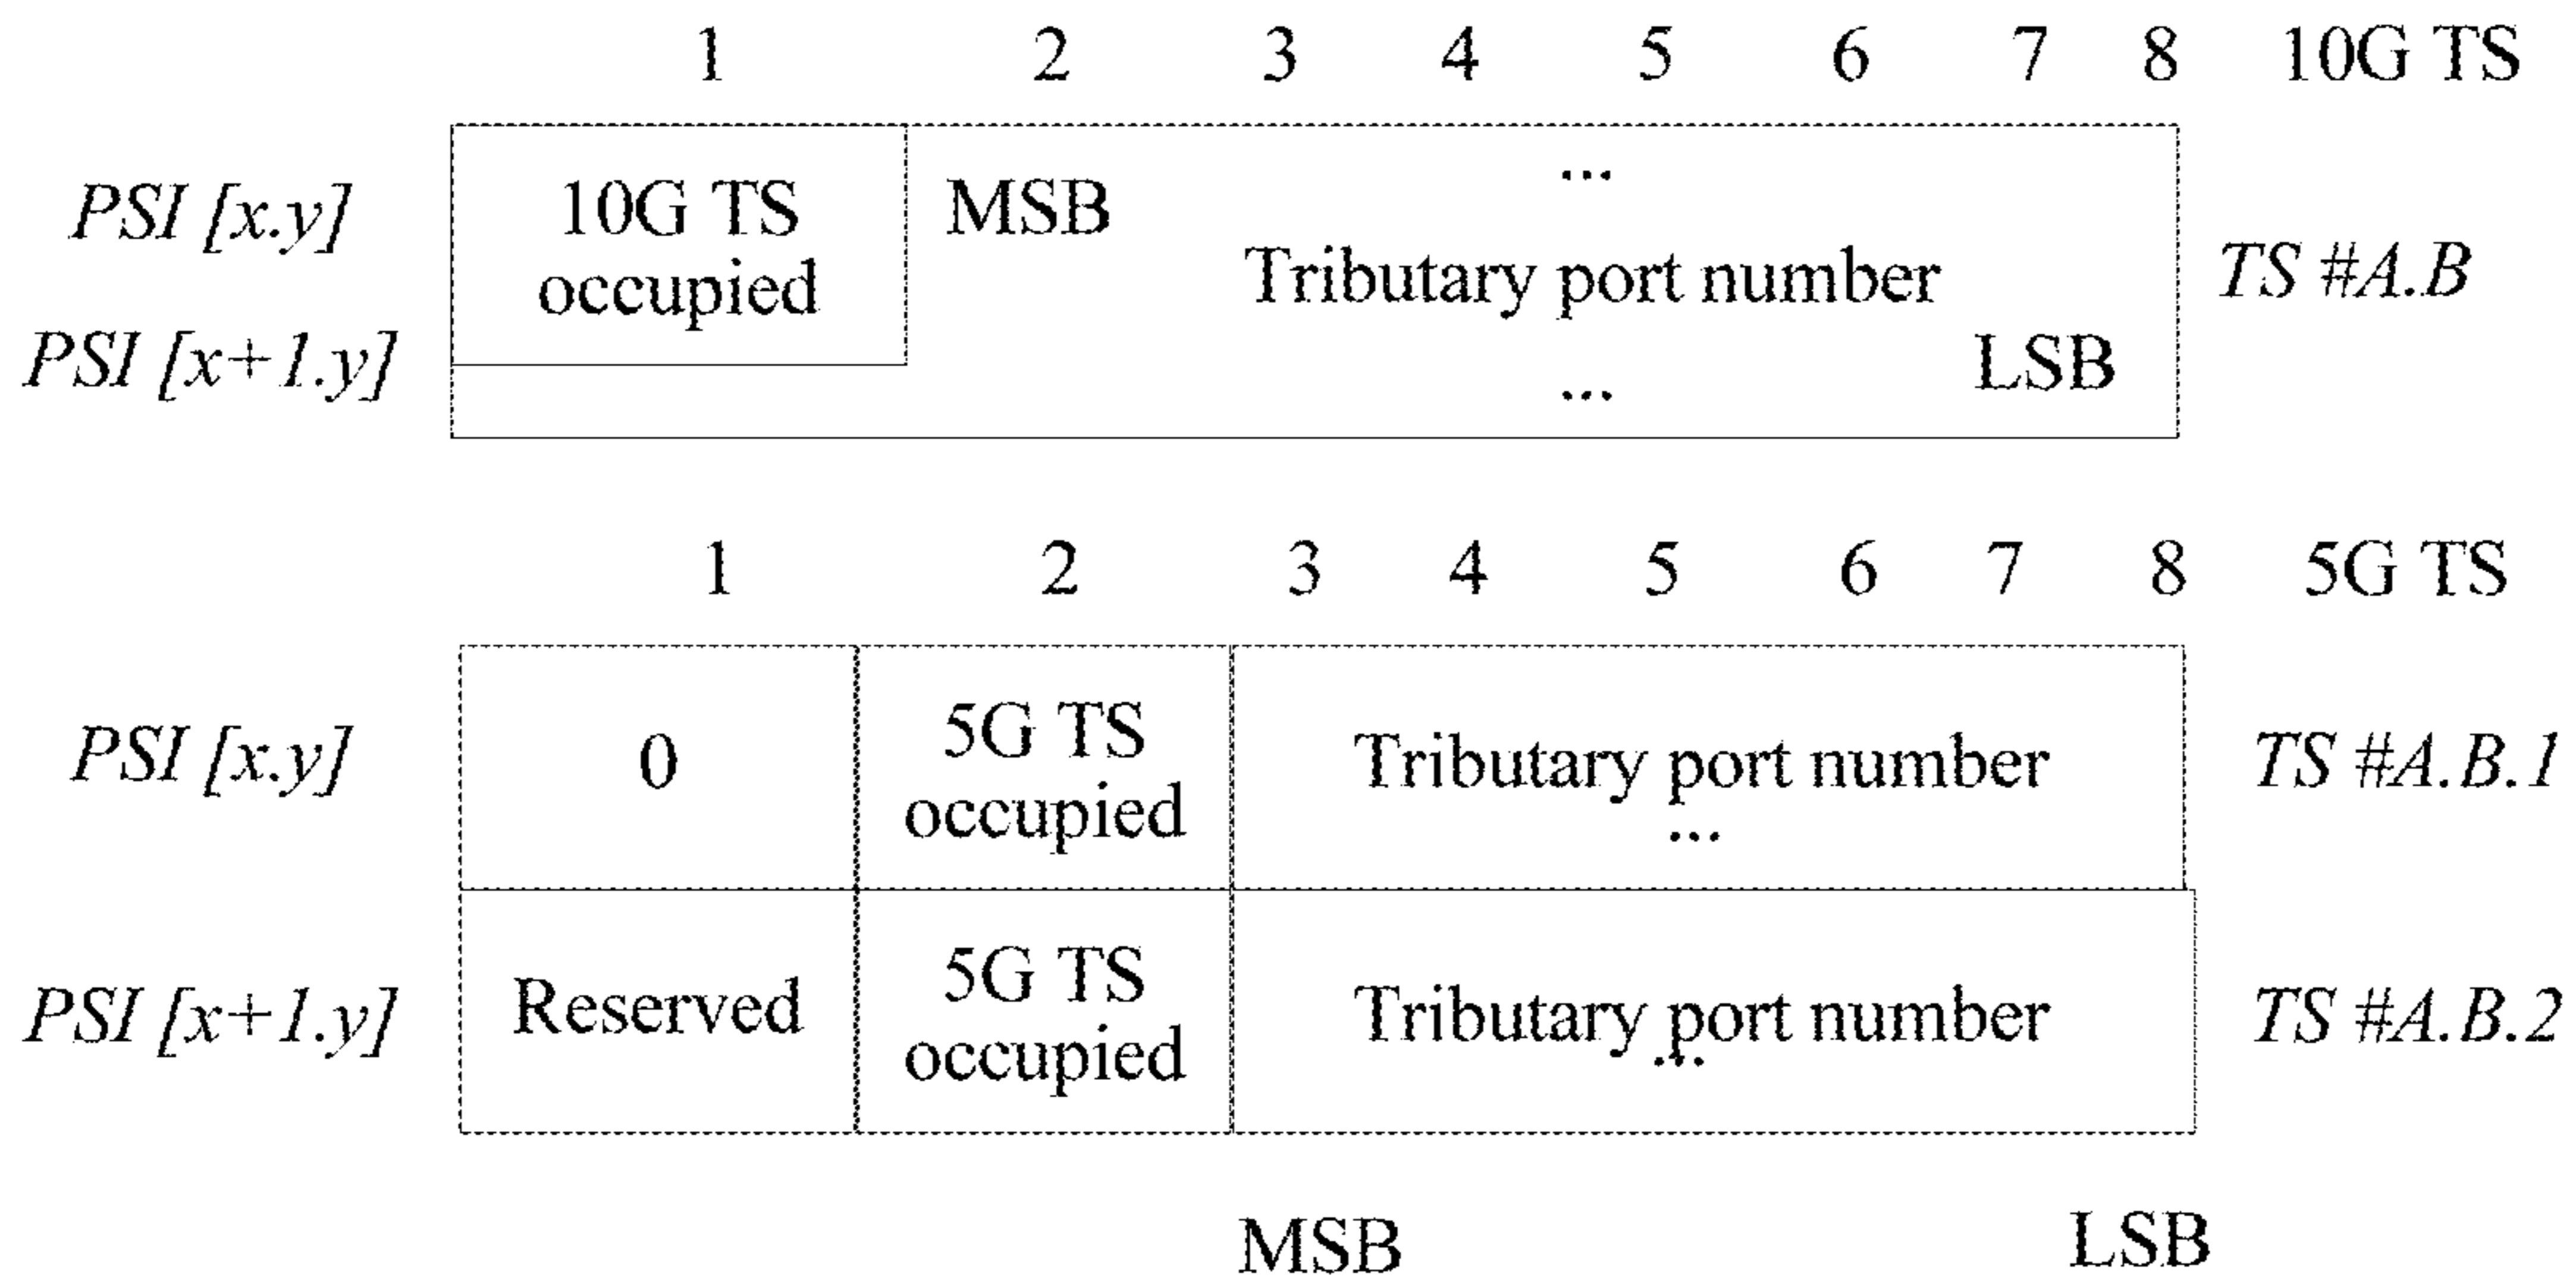 1 2 3 4 5 6 7 8 10G TS
...
PSI [x.y] 10G TS MSB
occupied Tributary port number TS #A.B
PSI [x+1.y] LSB
...
1 2 3 4 5 6 7 8 5G TS
PSI [x.y] 0 5G TS occupied Tributary port number TS #A.B.1
...
PSI [x+1.y] Reserved 5G TS occupied Tributary port number TS #A.B.2
...
MSB LSB